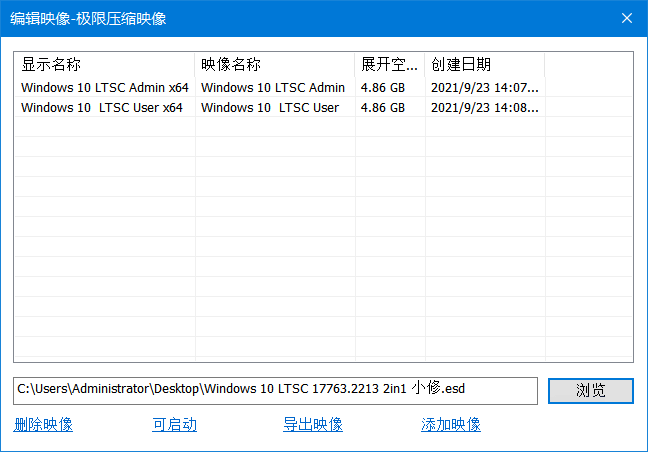 编辑映像-极限压缩映像
显示名称 映像名称 展开空... 创建日期
Windows 10 LTSC Admin x64 Windows 10 LTSC Admin 4.86 GB 2021/9/23 14:07...
Windows 10  LTSC User x64 Windows 10  LTSC User 4.86 GB 2021/9/23 14:08...
C:\Users\Administrator\Desktop\Windows 10 LTSC 17763.2213 2in1 小修.esd 浏览
删除映像 可启动 导出映像 添加映像